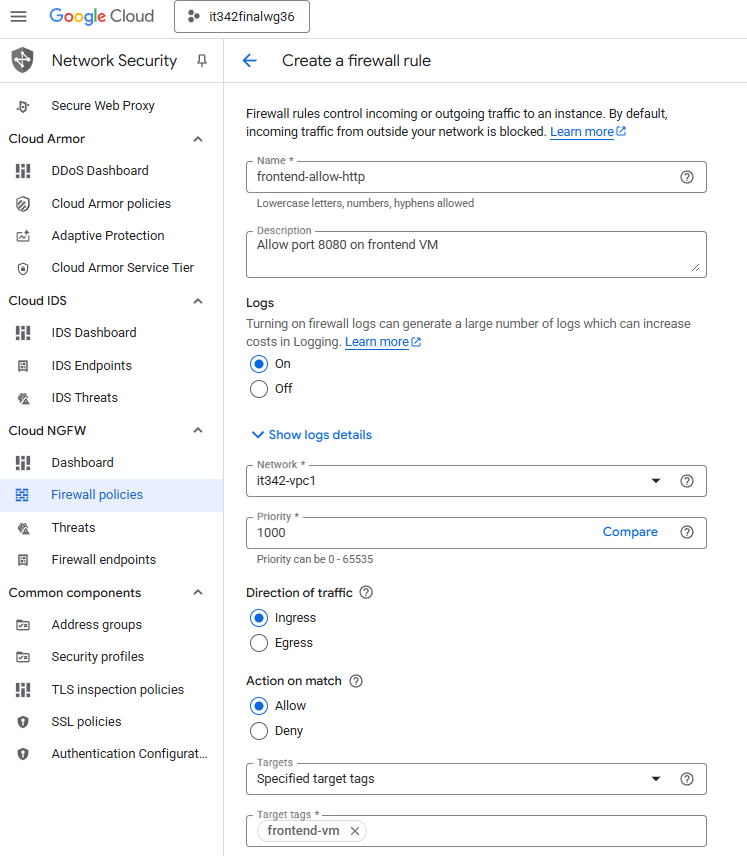 Google Cloud
it342finalwg36
Network Security
Create a firewall rule
Secure Web Proxy
Cloud Armor
DDoS Dashboard
Cloud Armor policies
Adaptive Protection
Cloud Armor Service Tier
Cloud IDS
IDS Dashboard
IDS Endpoints
IDS Threats
Cloud NGFW
Dashboard
Firewall policies
Threats
Firewall endpoints
Common components
Address groups
Security profiles
TLS inspection policies
SSL policies
Authentication Configurat...
Firewall rules control incoming or outgoing traffic to an instance. By default,
incoming traffic from outside your network is blocked. Learn more
Name *
frontend-allow-http
Lowercase letters, numbers, hyphens allowed
Description
Allow port 8080 on frontend VM
Logs
Turning on firewall logs can generate a large number of logs which can increase
costs in Logging. Learn more
On
Off
Show logs details
Network *
it342-vpc1
Priority *
1000
Compare
Priority can be 0 - 65535
Direction of traffic
Ingress
Egress
Action on match
Allow
Deny
Targets
Specified target tags
Target tags *
frontend-vm